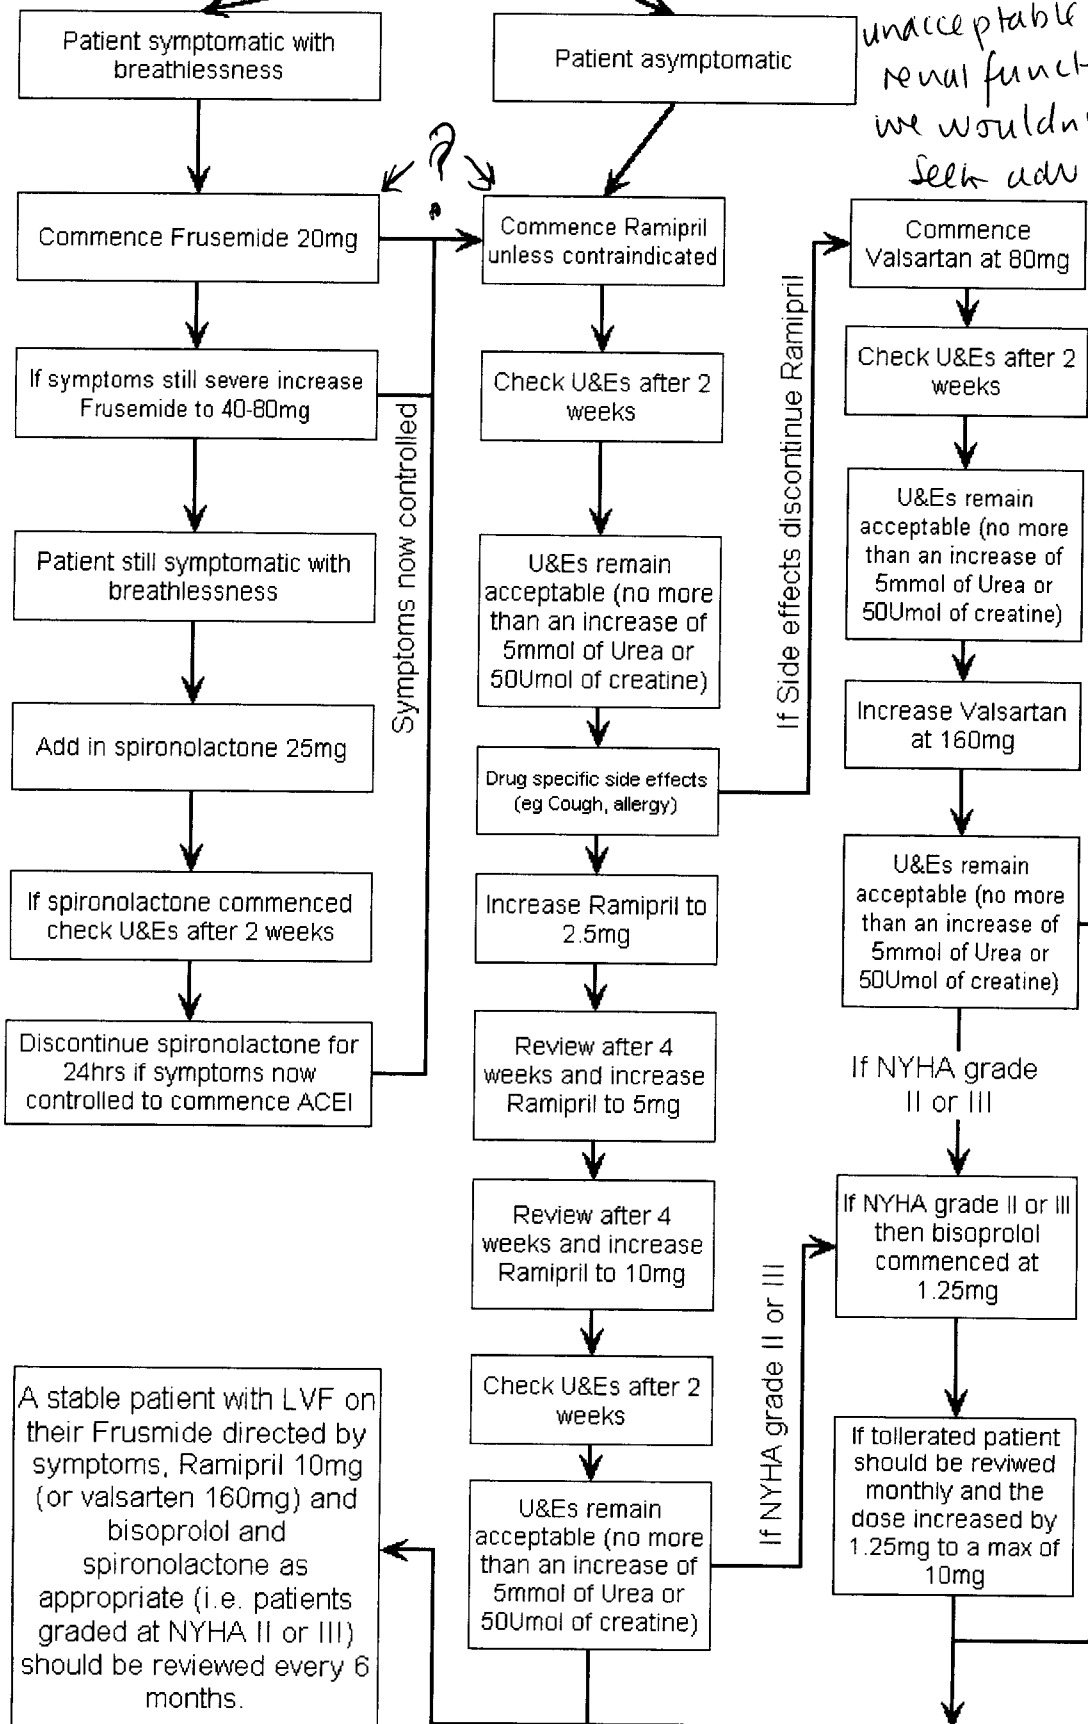 Patient symptomatic with
breathlessness
Patient asymptomatic
unacceptable
renal funct
we wouldn'
seek adv
?
Commence Frusemide 20mg
If symptoms still severe increase
Frusemide to 40-80mg
Patient still symptomatic with
breathlessness
Add in spironolactone 25mg
If spironolactone commenced
check U&Es after 2 weeks
Discontinue spironolactone for
24hrs if symptoms now
controlled to commence ACEI
Symptoms now controlled
A stable patient with LVF on
their Frusmide directed by
symptoms, Ramipril 10mg
(or valsarten 160mg) and
bisoprolol and
spironolactone as
appropriate (i.e. patients
graded at NYHA II or III)
should be reviewed every 6
months.
Commence Ramipril
unless contraindicated
Check U&Es after 2
weeks
U&Es remain
acceptable (no more
than an increase of
5mmol of Urea or
50Umol of creatine)
Drug specific side effects
(eg Cough, allergy)
Increase Ramipril to
2.5mg
Review after 4
weeks and increase
Ramipril to 5mg
Review after 4
weeks and increase
Ramipril to 10mg
Check U&Es after 2
weeks
U&Es remain
acceptable (no more
than an increase of
5mmol of Urea or
50Umol of creatine)
If Side effects discontinue Ramipril
If NYHA grade II or III
Commence
Valsartan at 80mg
Check U&Es after 2
weeks
U&Es remain
acceptable (no more
than an increase of
5mmol of Urea or
50Umol of creatine)
Increase Valsartan
at 160mg
U&Es remain
acceptable (no more
than an increase of
5mmol of Urea or
50Umol of creatine)
If NYHA grade
II or III
If NYHA grade II or III
then bisoprolol
commenced at
1.25mg
If tollerated patient
should be reviwed
monthly and the
dose increased by
1.25mg to a max of
10mg